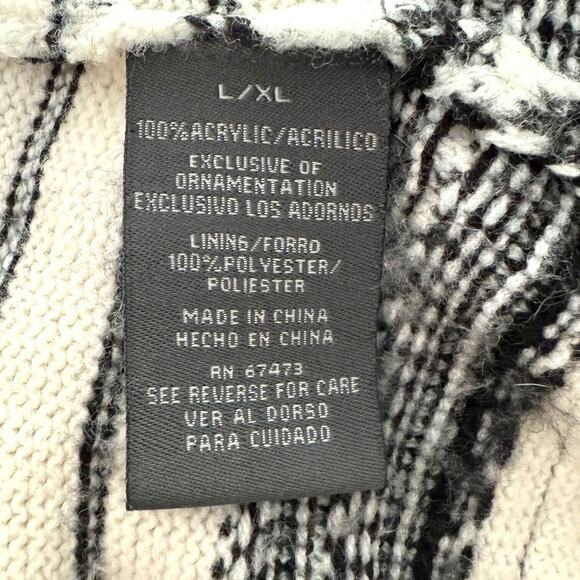 L/XL
100%ACRYLIC/ACRILICO
EXCLUSIVE OF
ORNAMENTATION
EXCLUSIVO LOS ADORNOS
LINING/FORRO
100%POLYESTER/
POLIESTER
MADE IN CHINA
HECHO EN CHINA
RN 67473
SEE REVERSE FOR CARE
VER AL DORSO
PARA CUIDADO